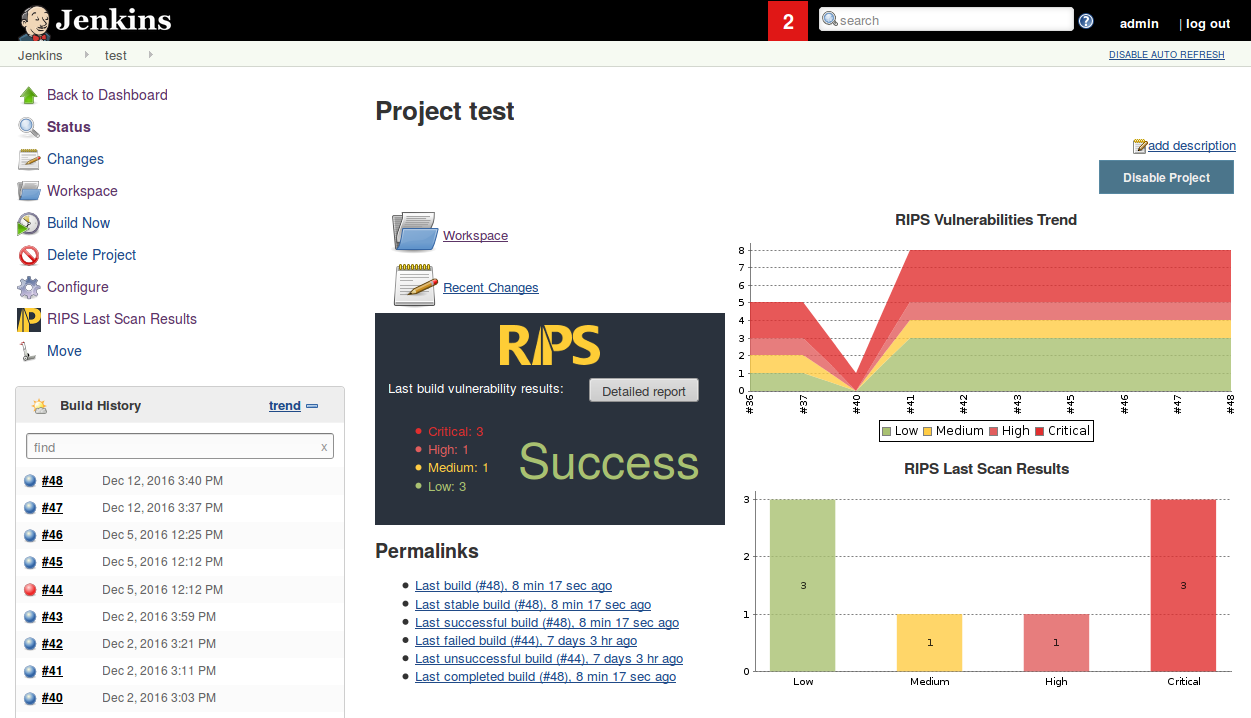 Jenkins
2
search
admin
| log out
Jenkins
test
DISABLE AUTO REFRESH
Back to Dashboard
Status
Changes
Workspace
Build Now
Delete Project
Configure
RIPS Last Scan Results
Move
Build History
trend
find
x
#48 Dec 12, 2016 3:40 PM
#47 Dec 12, 2016 3:37 PM
#46 Dec 5, 2016 12:25 PM
#45 Dec 5, 2016 12:12 PM
#44 Dec 5, 2016 12:12 PM
#43 Dec 2, 2016 3:59 PM
#42 Dec 2, 2016 3:21 PM
#41 Dec 2, 2016 3:11 PM
#40 Dec 2, 2016 3:03 PM
Project test
add description
Disable Project
Workspace
Recent Changes
RIPS
Last build vulnerability results:
Detailed report
Critical: 3
High: 1
Medium: 1
Low: 3
Success
Permalinks
Last build (#48), 8 min 17 sec ago
Last stable build (#48), 8 min 17 sec ago
Last successful build (#48), 8 min 17 sec ago
Last failed build (#44), 7 days 3 hr ago
Last unsuccessful build (#44), 7 days 3 hr ago
Last completed build (#48), 8 min 17 sec ago
RIPS Vulnerabilities Trend
8
7
6
5
4
3
2
1
0
#36 #37 #40 #41 #42 #43 #45 #46 #47 #48
Low Medium High Critical
RIPS Last Scan Results
3
2
1
0
3
1
1
3
Low Medium High Critical